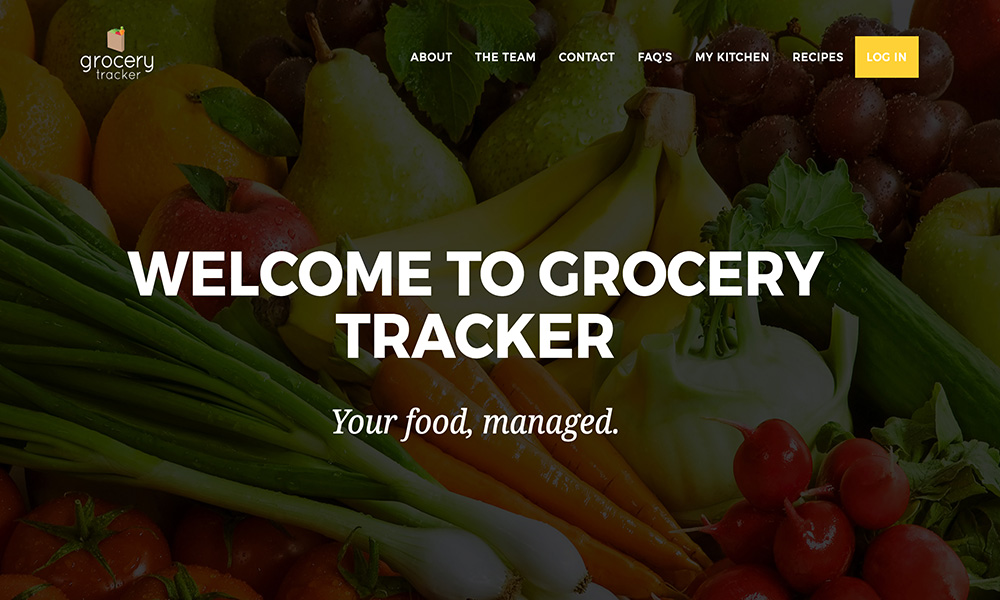 grocery
tracker
ABOUT THE TEAM CONTACT FAQ'S MY KITCHEN RECIPES LOG IN
WELCOME TO GROCERY
TRACKER
Your food, managed.